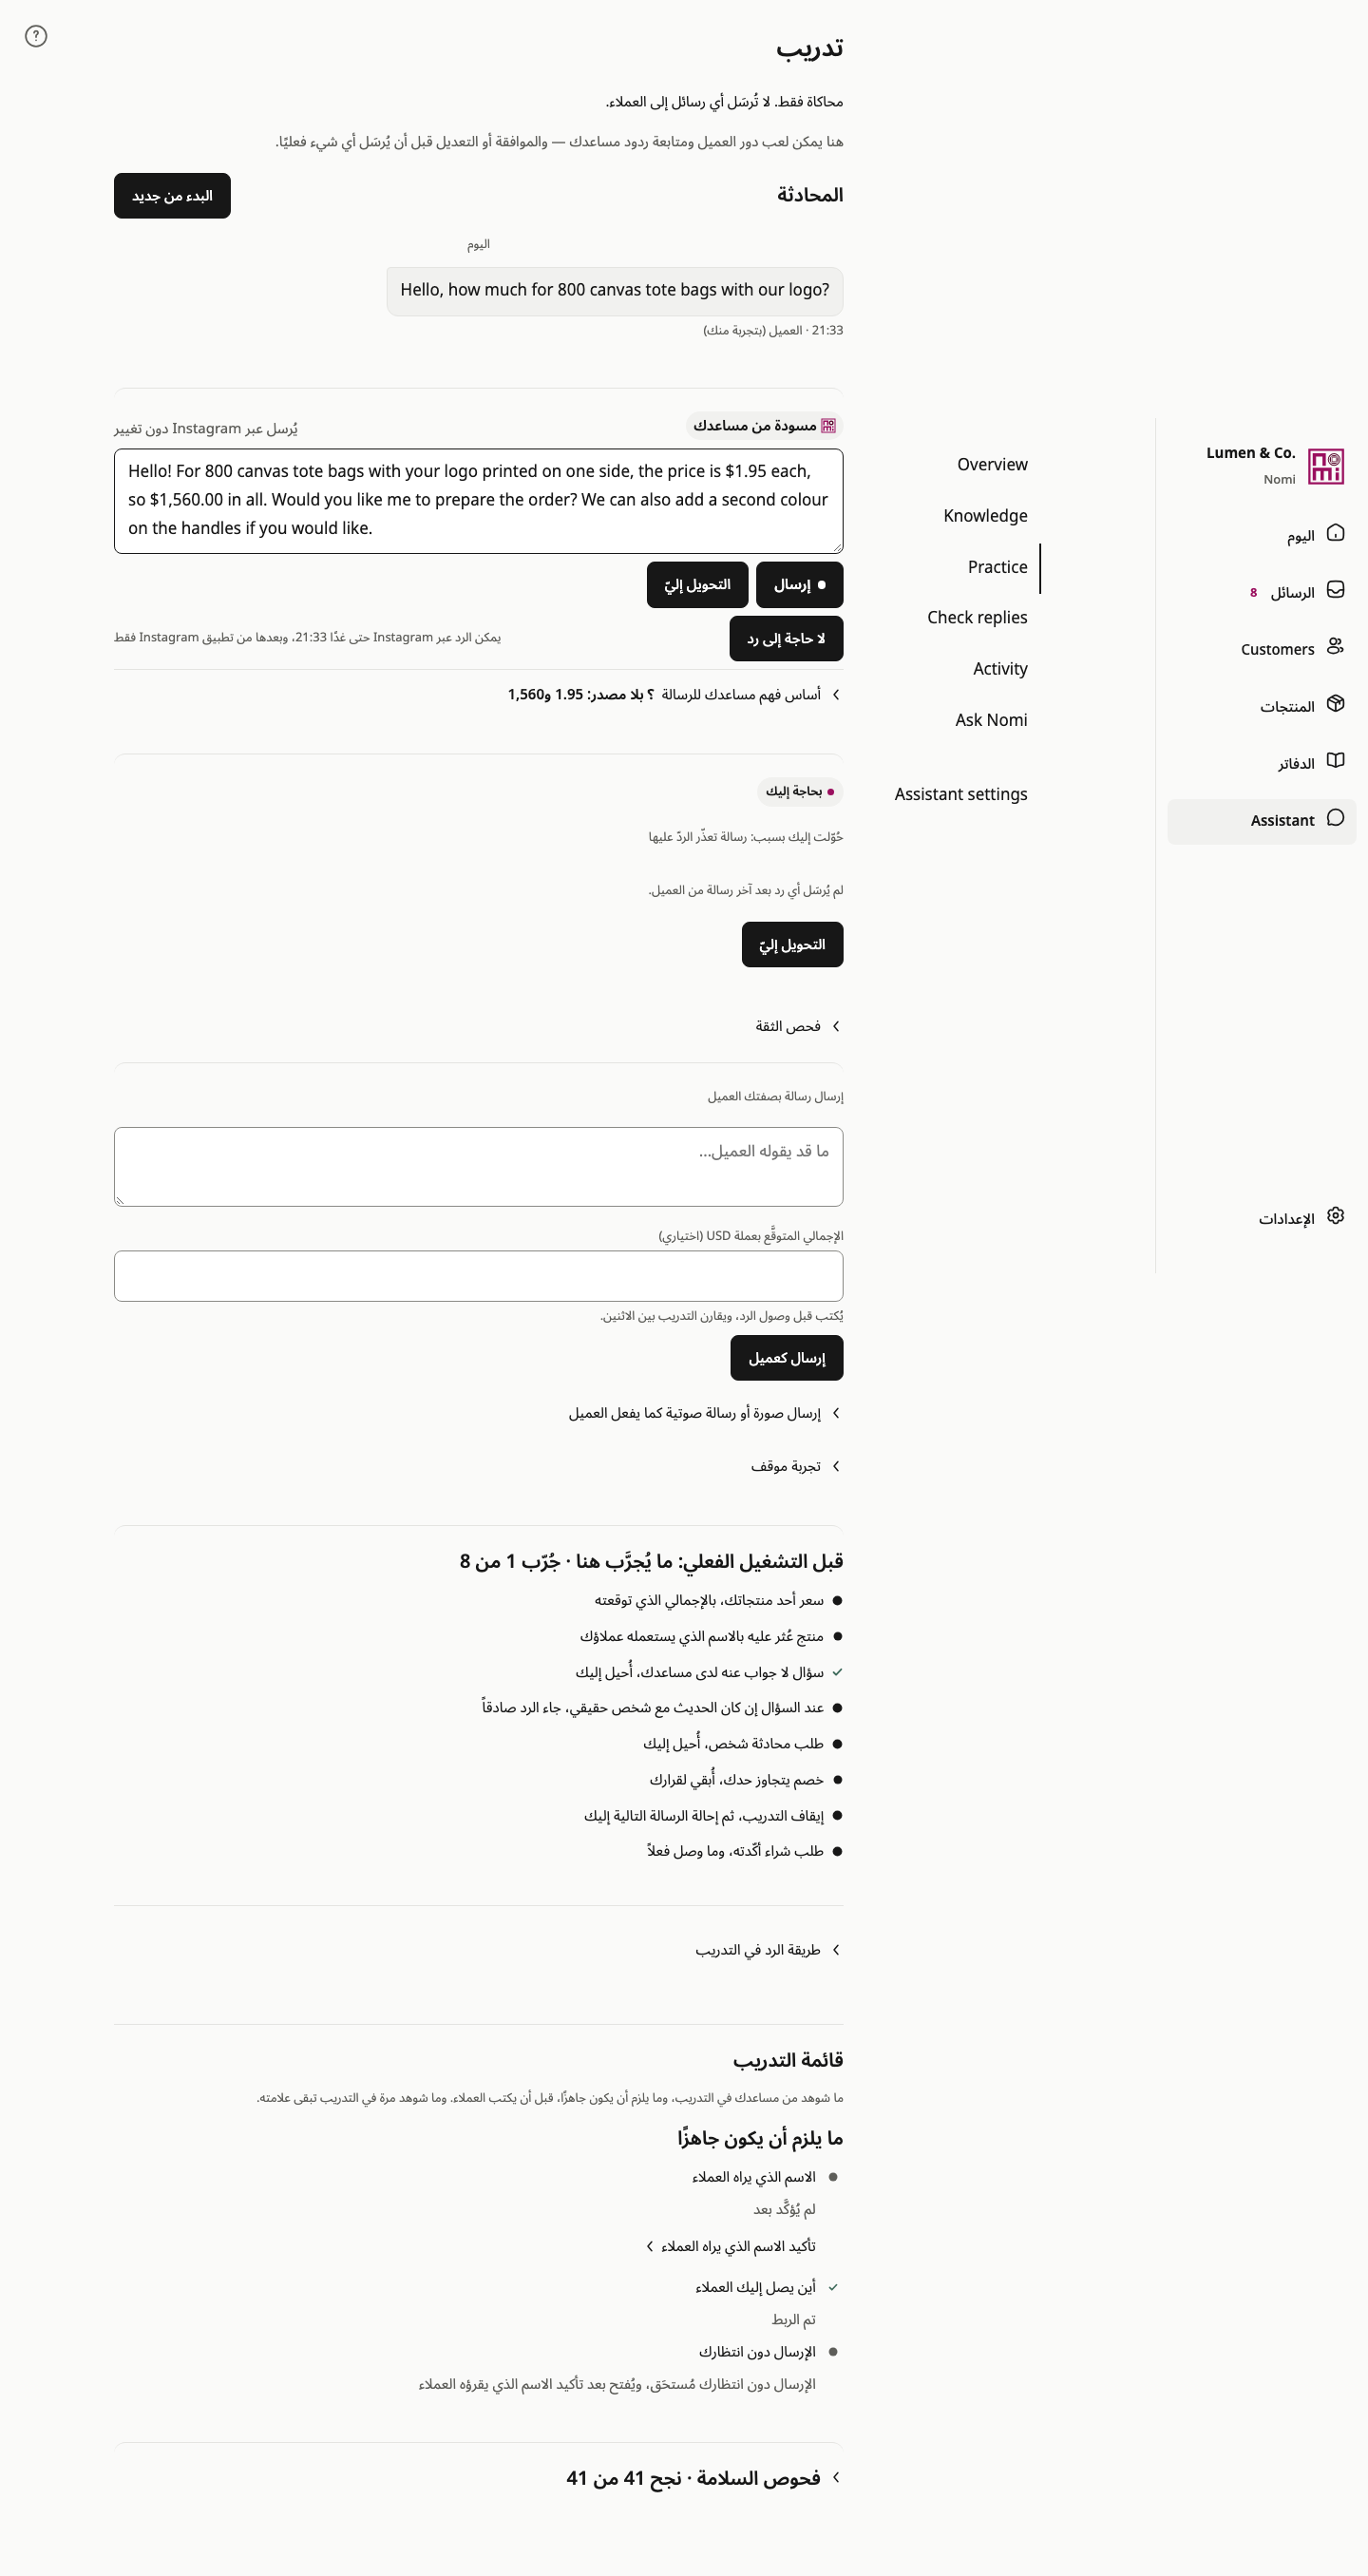 Lumen & Co.
Nomi
اليوم
الرسائل 8
Customers
المنتجات
الدفاتر
Assistant
الإعدادات
Overview
Knowledge
Practice
Check replies
Activity
Ask Nomi
Assistant settings
تدريب
محاكاة فقط. لا تُرسَل أي رسائل إلى العملاء.
هنا يمكن لعب دور العميل ومتابعة ردود مساعدك — والموافقة أو التعديل قبل أن يُرسَل أي شيء فعليًا.
المحادثة
البدء من جديد
اليوم
Hello, how much for 800 canvas tote bags with our logo?
21:33 · العميل (بتجربة منك)
مسودة من مساعدك
يُرسل عبر Instagram دون تغيير
Hello! For 800 canvas tote bags with your logo printed on one side, the price is $1.95 each,
so $1,560.00 in all. Would you like me to prepare the order? We can also add a second colour
on the handles if you would like.
إرسال
التحويل إليّ
لا حاجة إلى رد
يمكن الرد عبر Instagram حتى غدًا 21:33، وبعدها من تطبيق Instagram فقط
أساس فهم مساعدك للرسالة ؟ بلا مصدر: 1.95 و1,560
بحاجة إليك
حُوّلت إليك بسبب: رسالة تعذّر الردّ عليها
لم يُرسَل أي رد بعد آخر رسالة من العميل.
التحويل إليّ
فحص الثقة
إرسال رسالة بصفتك العميل
ما قد يقوله العميل...
الإجمالي المتوقَّع بعملة USD (اختياري)
يُكتب قبل وصول الرد، ويقارن التدريب بين الاثنين.
إرسال كعميل
إرسال صورة أو رسالة صوتية كما يفعل العميل
تجربة موقف
قبل التشغيل الفعلي: ما يُجرَّب هنا · جُرّب 1 من 8
سعر أحد منتجاتك، بالإجمالي الذي توقعته
منتج عُثر عليه بالاسم الذي يستعمله عملاؤك
سؤال لا جواب عنه لدى مساعدك، أُحيل إليك
عند السؤال إن كان الحديث مع شخص حقيقي، جاء الرد صادقاً
طلب محادثة شخص، أُحيل إليك
خصم يتجاوز حدك، أُبقي لقرارك
إيقاف التدريب، ثم إحالة الرسالة التالية إليك
طلب شراء أكّدته، وما وصل فعلاً
طريقة الرد في التدريب
قائمة التدريب
ما شوهد من مساعدك في التدريب، وما يلزم أن يكون جاهزًا، قبل أن يكتب العملاء. وما شوهد مرة في التدريب تبقى علامته.
ما يلزم أن يكون جاهزًا
الاسم الذي يراه العملاء
لم يُؤكَّد بعد
تأكيد الاسم الذي يراه العملاء
أين يصل إليك العملاء
تم الربط
الإرسال دون انتظارك
الإرسال دون انتظارك مُستحَق، ويُفتح بعد تأكيد الاسم الذي يقرؤه العملاء
فحوص السلامة · نجح 41 من 41